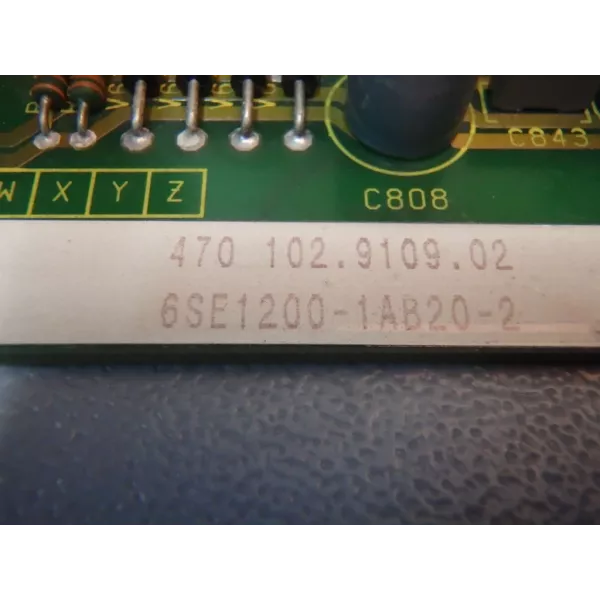 C843
W X Y Z
C808
470 102.9109.02
6SE1200-1AB20-2